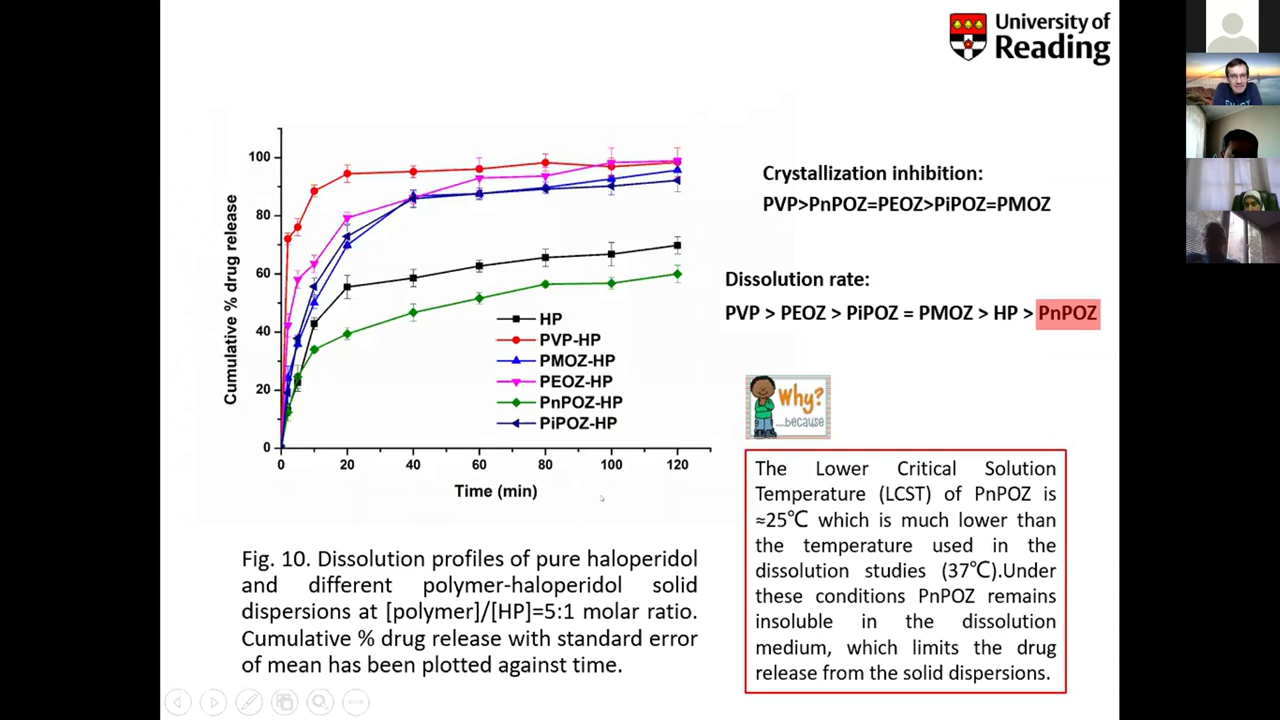 University of
Reading
Crystallization inhibition:
PVP>PnPOZ=PEOZ>PiPOZ=PMOZ
Dissolution rate:
PVP > PEOZ > PiPOZ = PMOZ > HP > PnPOZ
Cumulative % drug release
100
80
60
40
20
0
0 20 40 60 80 100 120
Time (min)
HP
PVP-HP
PMOZ-HP
PEOZ-HP
PnPOZ-HP
PiPOZ-HP
Why?
...because
The Lower Critical Solution
Temperature (LCST) of PnPOZ is
≈25℃ which is much lower than
the temperature used in the
dissolution studies (37℃).Under
these conditions PnPOZ remains
insoluble in the dissolution
medium, which limits the drug
release from the solid dispersions.
Fig. 10. Dissolution profiles of pure haloperidol
and different polymer-haloperidol solid
dispersions at [polymer]/[HP]=5:1 molar ratio.
Cumulative % drug release with standard error
of mean has been plotted against time.